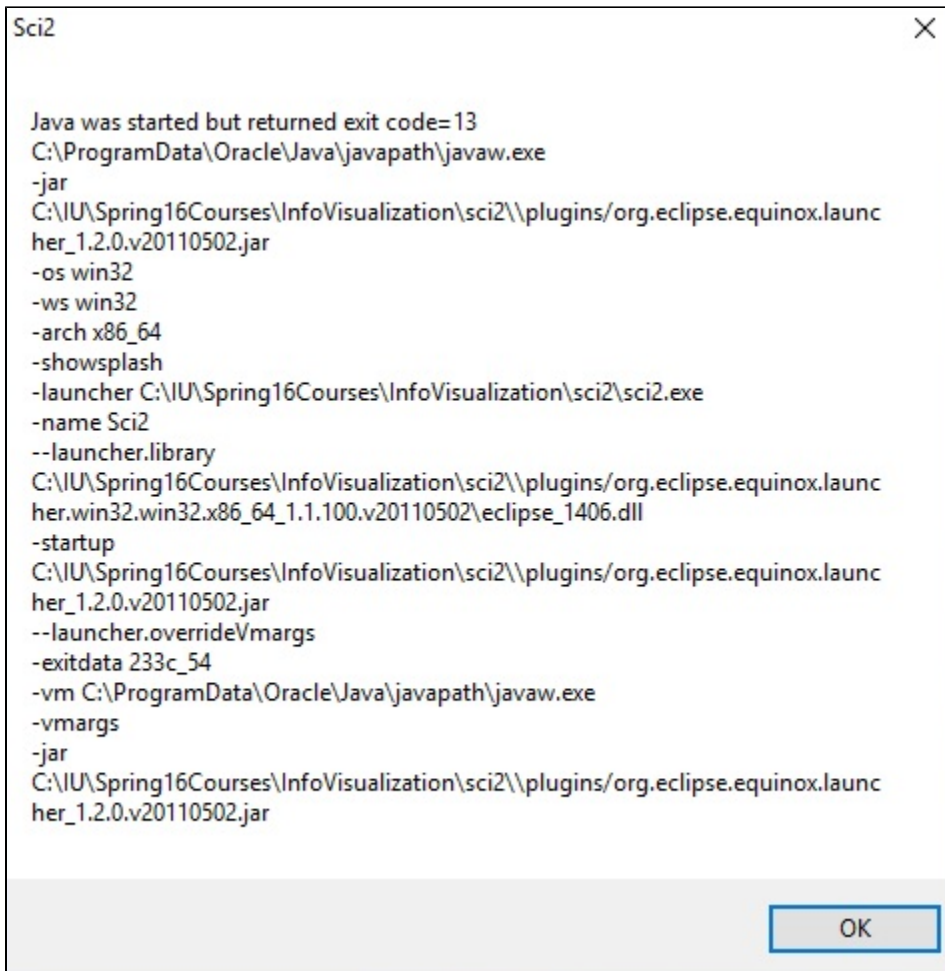 Sci2
Java was started but returned exit code=13
C:\ProgramData\Oracle\Java\javapath\javaw.exe
-jar
C:\IU\Spring16Courses\InfoVisualization\sci2\\plugins/org.eclipse.equinox.launc
her_1.2.0.v20110502.jar
-os win32
-ws win32
-arch x86_64
-showsplash
-launcher C:\IU\Spring16Courses\InfoVisualization\sci2\sci2.exe
-name Sci2
--launcher.library
C:\IU\Spring16Courses\InfoVisualization\sci2\\plugins/org.eclipse.equinox.launc
her.win32.win32.x86_64_1.1.100.v20110502\eclipse_1406.dll
-startup
C:\IU\Spring16Courses\InfoVisualization\sci2\\plugins/org.eclipse.equinox.launc
her_1.2.0.v20110502.jar
--launcher.overrideVmargs
-exitdata 233c_54
-vm C:\ProgramData\Oracle\Java\javapath\javaw.exe
-vmargs
-jar
C:\IU\Spring16Courses\InfoVisualization\sci2\\plugins/org.eclipse.equinox.launc
her_1.2.0.v20110502.jar
OK